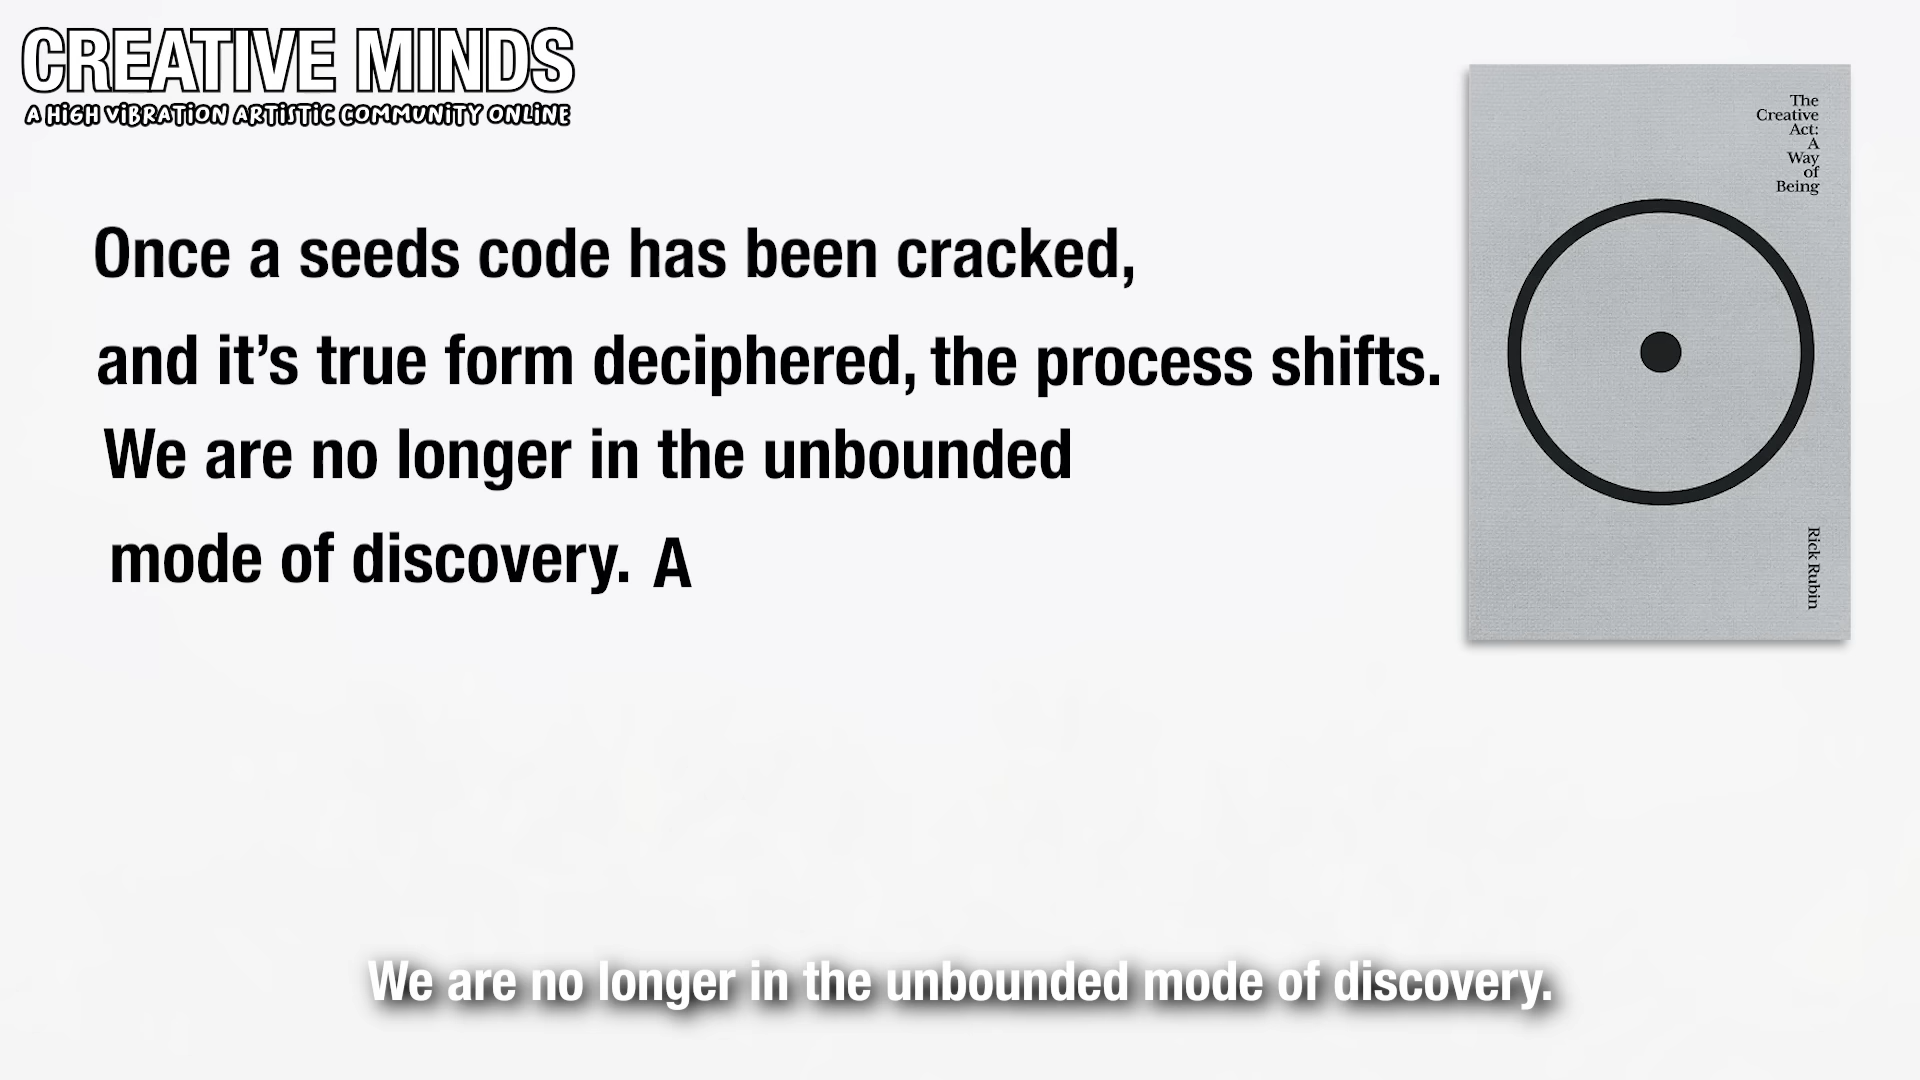 CREATIVE MINDS
A HiGH ViBRATiON ARTiSTiC COMMUNiTY ONLiNE
The
Creative
Act:
A
Way
of
Being
Once a seeds code has been cracked,
and it’s true form deciphered, the process shifts.
We are no longer in the unbounded
mode of discovery. A
Rick Rubin
We are no longer in the unbounded mode of discovery.